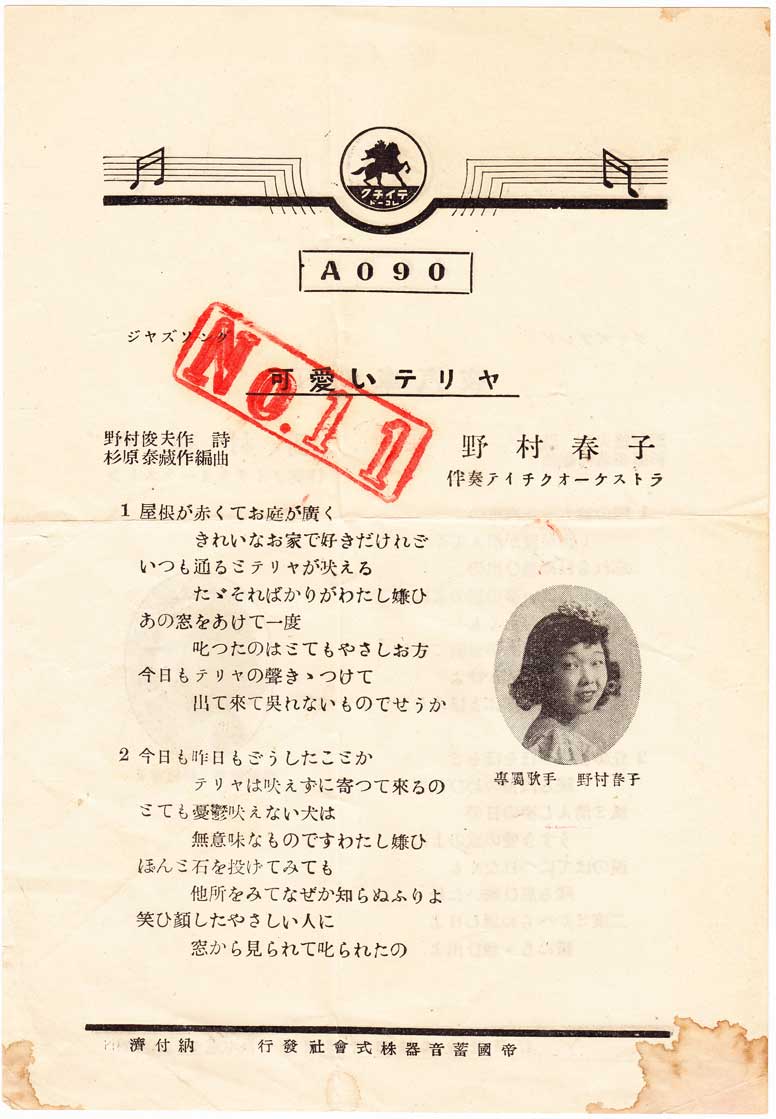 テイチク
レコード
A090
ジャズソング
No.11
可愛いテリヤ
野村俊夫作　詩
杉原泰藏作編曲
野村春子
伴奏テイチクオーケストラ
1 屋根が赤くてお庭が廣く
きれいなお家で好きだけれど
いつも通るとテリヤが吠える
たゞそればかりがわたし嫌ひ
あの窓をあけて一度
叱つたのはとてもやさしお方
今日もテリヤの聲きゝつけて
出て來て呉れないものでせうか
2 今日も昨日もどうしたことか
テリヤは吠えずに寄つて來るの
とても憂鬱吠えない犬は
無意味なものですわたし嫌ひ
ほんと石を投げてみても
他所をみてなぜか知らぬふりよ
笑ひ顔したやさしい人に
窓から見られて叱られたの
專屬歌手　野村春子
帝國蓄音器株式會社發行　納付濟